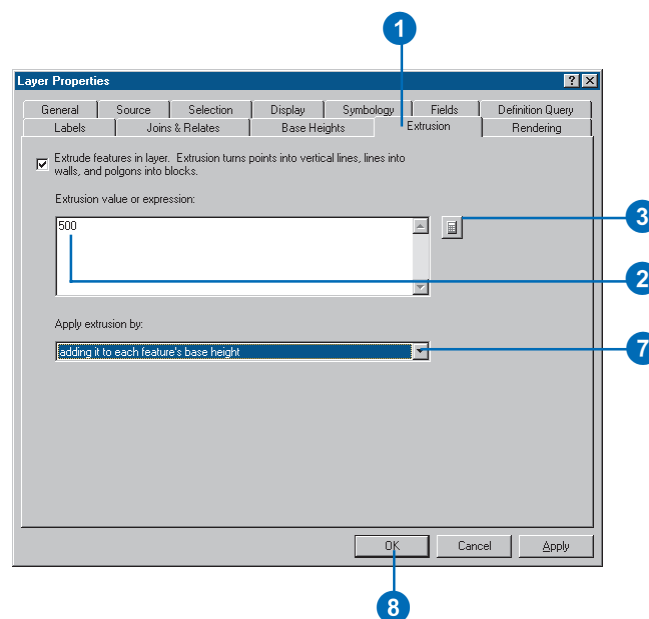 1
Layer Properties
General Source Selection Display Symbology Fields Definition Query
Labels Joins & Relates Base Heights Extrusion Rendering
Extrude features in layer. Extrusion turns points into vertical lines, lines into
walls, and polgons into blocks.
Extrusion value or expression:
500
3
2
Apply extrusion by:
adding it to each feature's base height
7
OK Cancel Apply
8